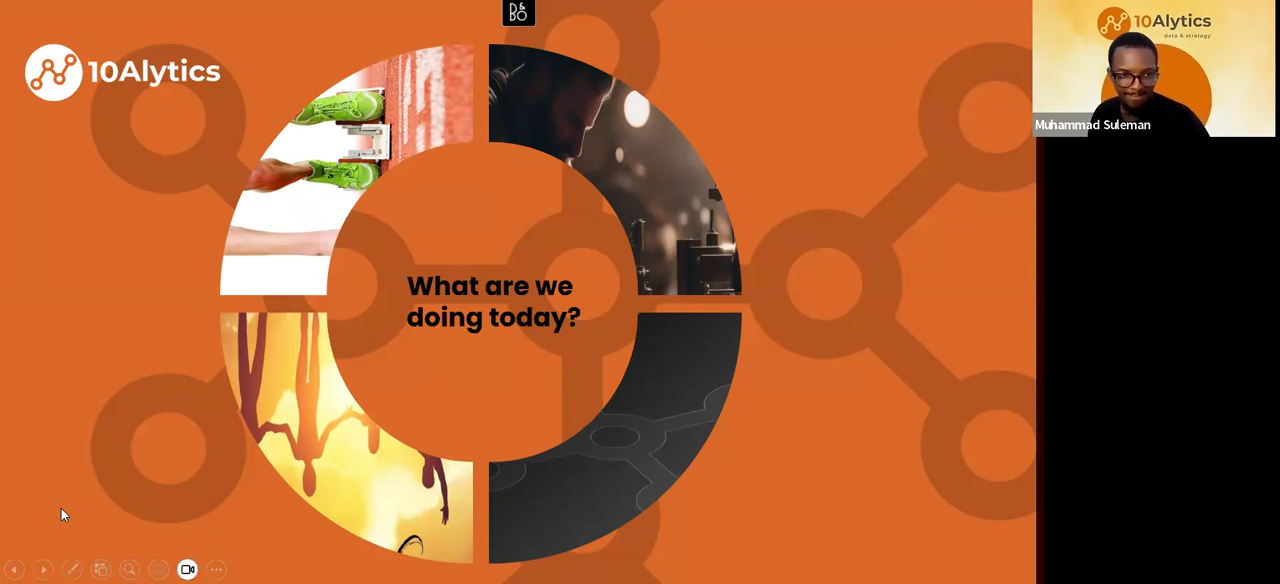 B&O
10Alytics
10Alytics
data & strategy
Muhammad Suleman
What are we
doing today?